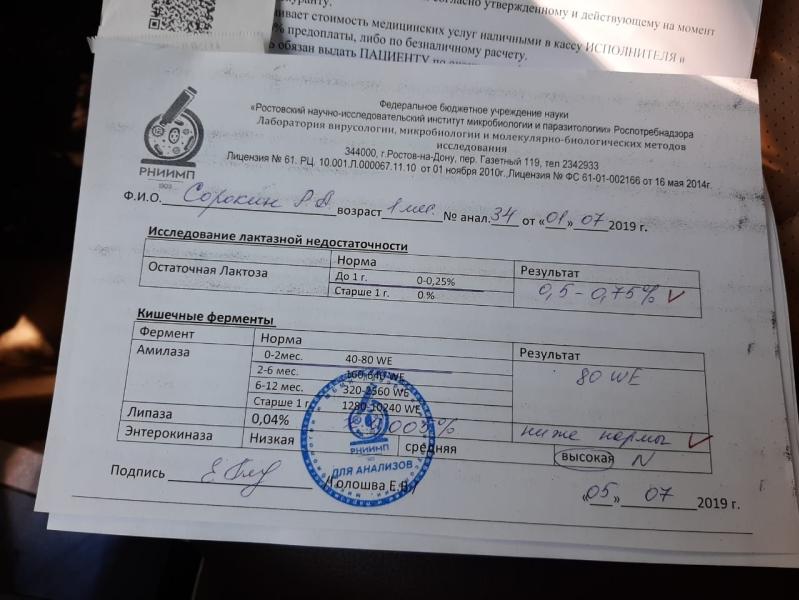 согласно утвержденному и действующему на момент
стоимость медицинских услуг наличными в кассу ИСПОЛНИТЕЛЯ и
предоплаты, либо по безналичному расчету.
обязан выдать ПАЦИЕНТУ
Федеральное бюджетное учреждение науки
«Ростовский научно-исследовательский институт микробиологии и паразитологии» Роспотребнадзора
Лаборатория вирусологии, микробиологии и молекулярно-биологических методов
исследования
344000, г.Ростов-на-Дону, пер. Газетный 119, тел 2342933
Лицензия № 61. РЦ. 10.001.Л.000067.11.10 от 01 ноября 2010г. Лицензия № ФС 61-01-002166 от 16 мая 2014г.
РНИИМП
Ф.И.О. Сорокин Р А возраст 1 мес. № анал. 34 от «01» 07 2019 г.
Исследование лактазной недостаточности
Норма Результат
Остаточная Лактоза До 1 г. 0-0,25% 0,5-0,75%
Старше 1 г. 0 %
Кишечные ферменты
Фермент Норма Результат
Амилаза 0-2мес. 40-80 WE 80 WE
2-6 мес. 160-640 WE
6-12 мес. 320-2560 WE
Старше 1 г. 1280-10240 WE
Липаза 0,04% ниже нормы
Энтерокиназа Низкая средняя высокая N
РНИИМП
ДЛЯ АНАЛИЗОВ
Подпись /Голошва Е.В/
«05» 07 2019 г.